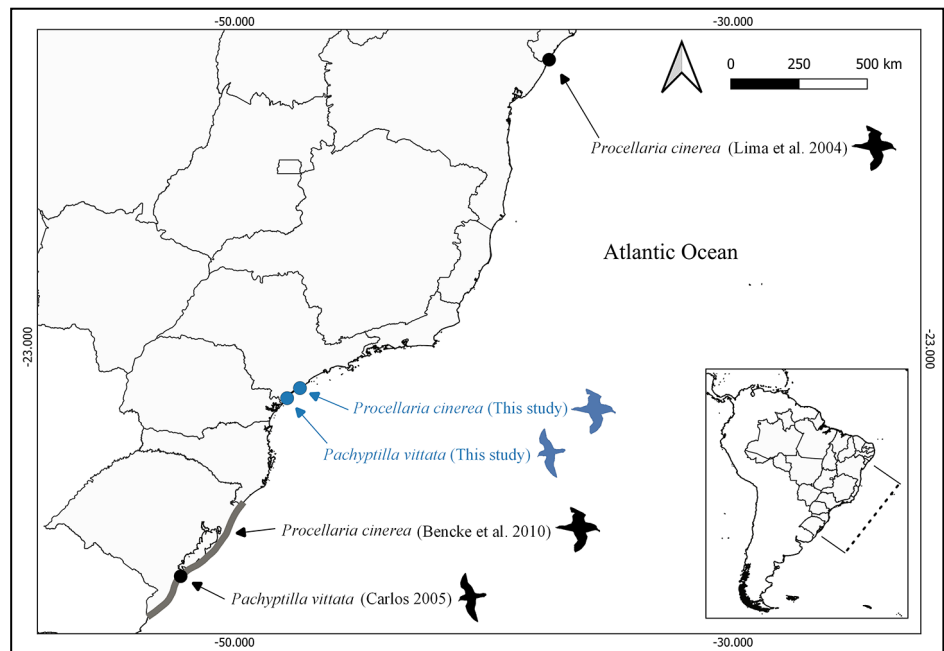 -50.000
-30.000
0 250 500 km
Procellaria cinerea (Lima et al. 2004)
Atlantic Ocean
-23.000
-23.000
Procellaria cinerea (This study)
Pachyptilla vittata (This study)
Procellaria cinerea (Bencke et al. 2010)
Pachyptilla vittata (Carlos 2005)
-50.000
-30.000